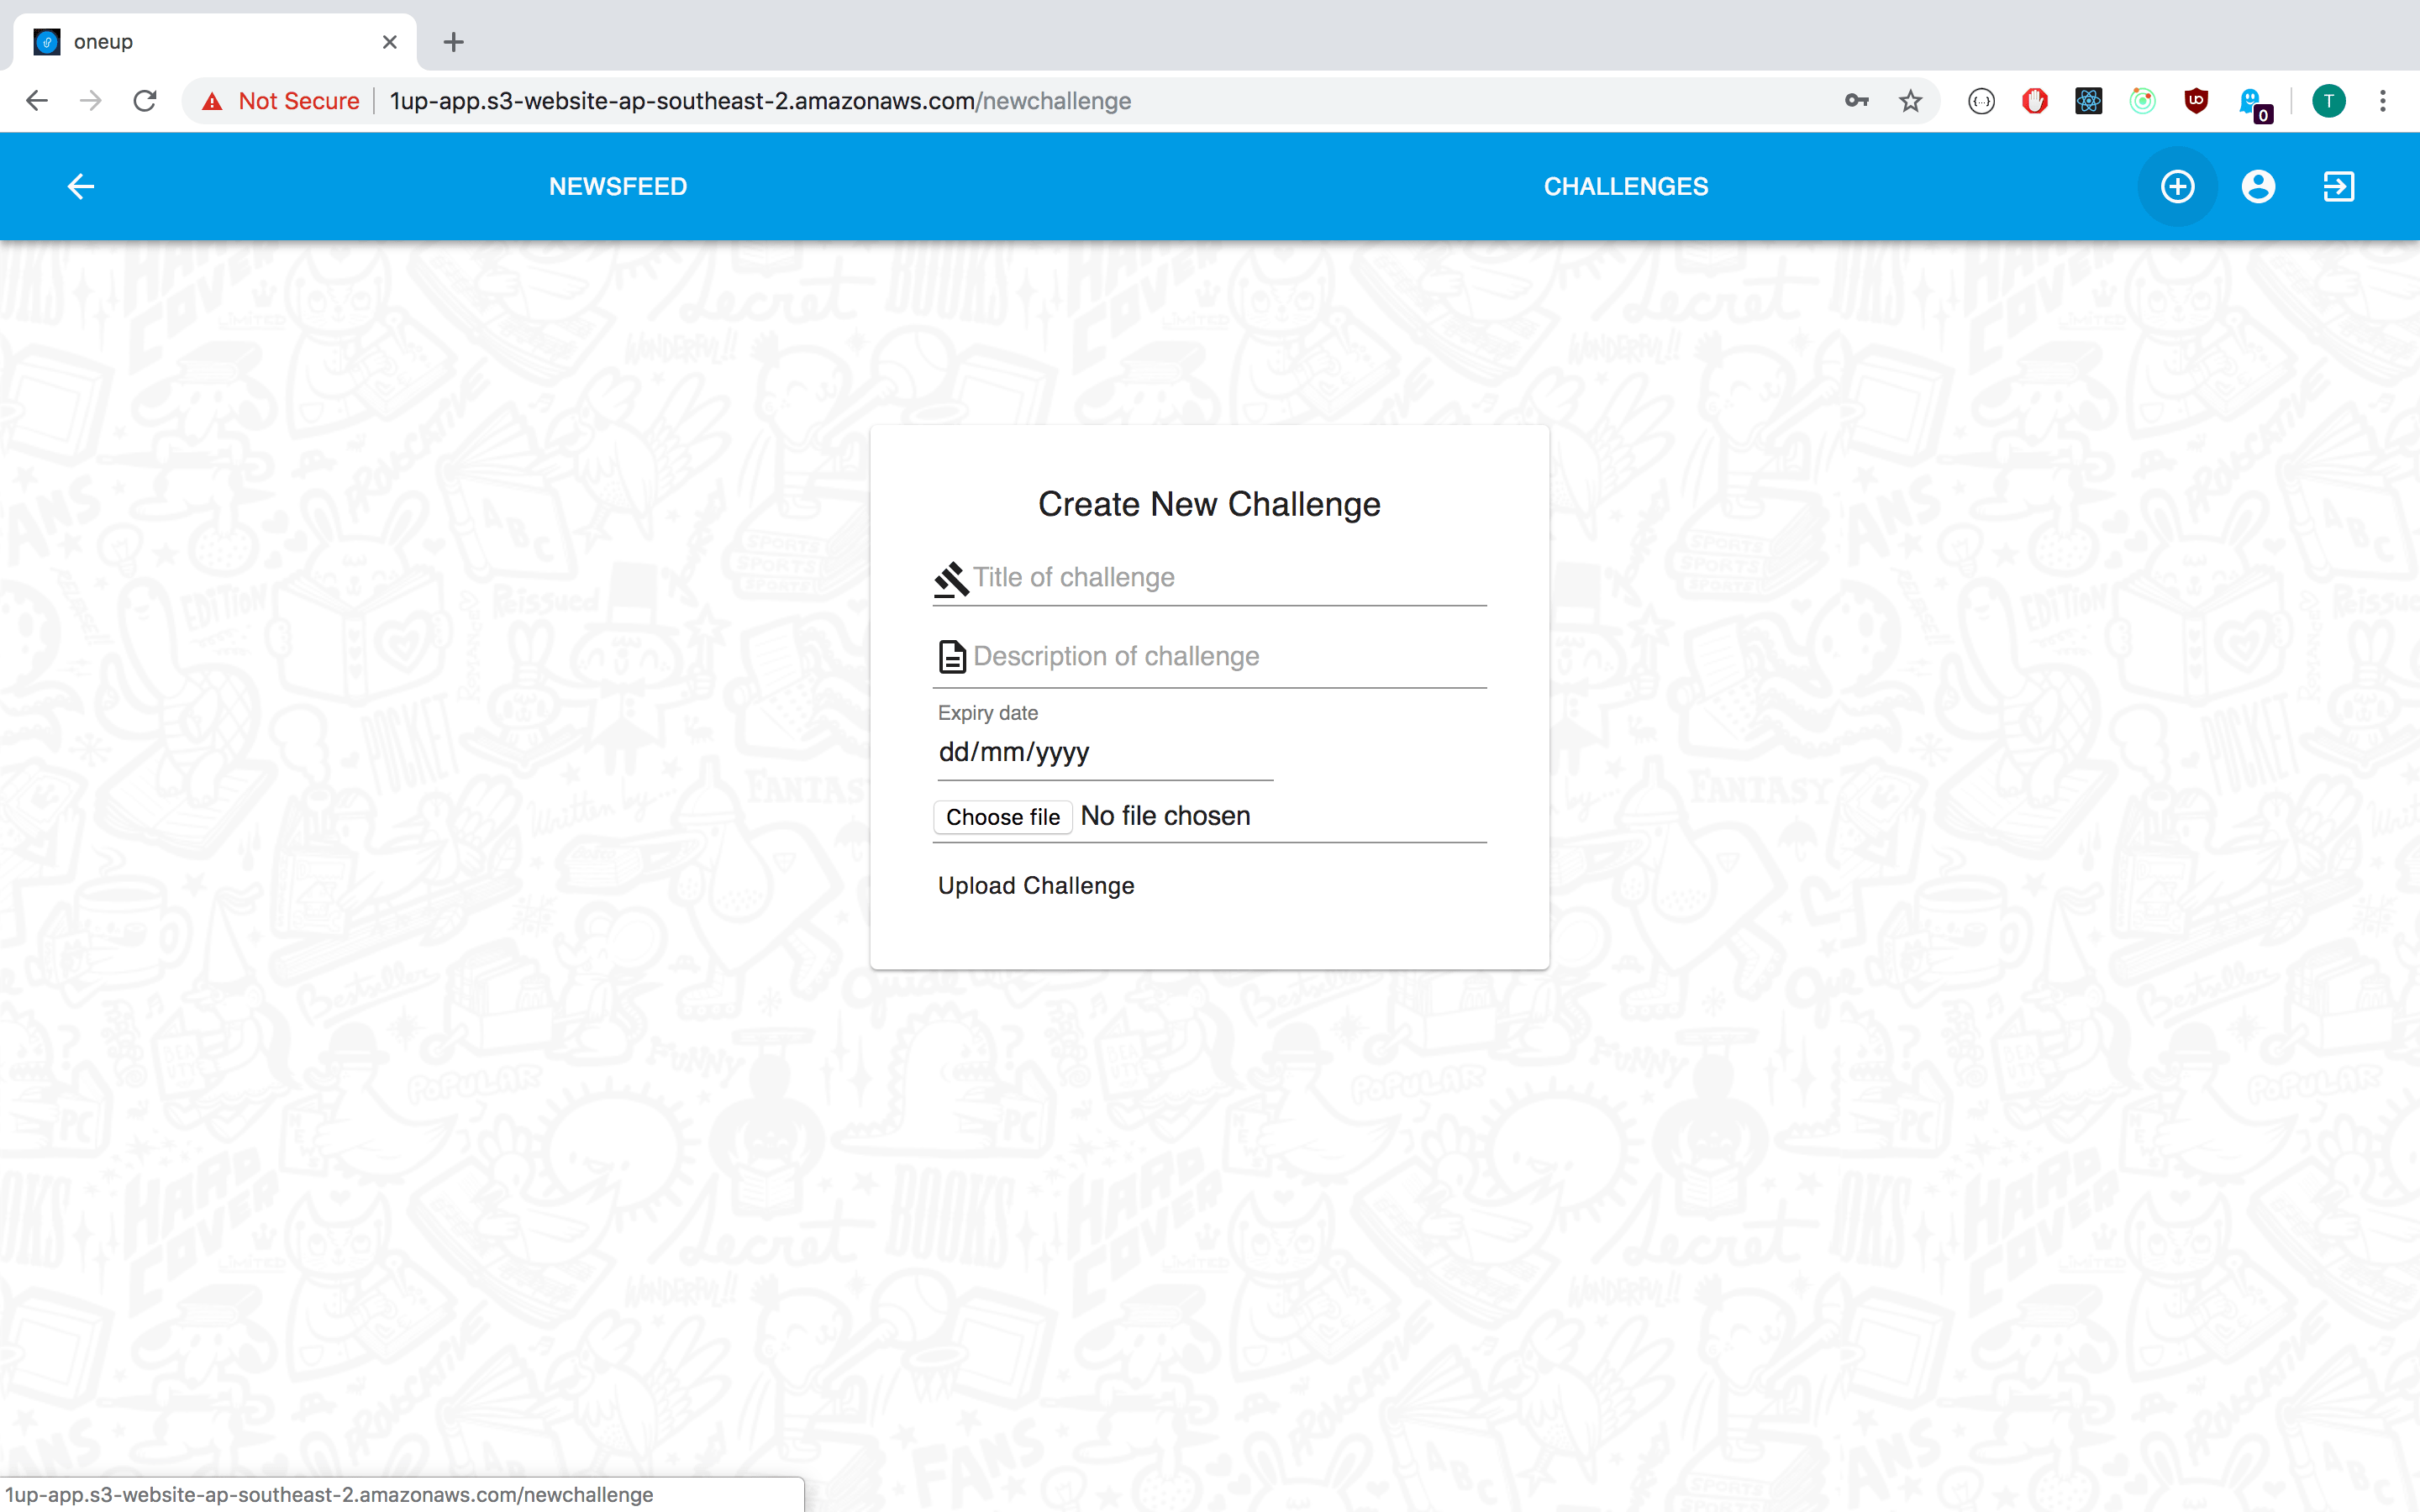 oneup
Not Secure 1up-app.s3-website-ap-southeast-2.amazonaws.com/newchallenge
T
0
NEWSFEED CHALLENGES
Create New Challenge
Title of challenge
Description of challenge
Expiry date
dd/mm/yyyy
Choose file No file chosen
Upload Challenge
1up-app.s3-website-ap-southeast-2.amazonaws.com/newchallenge